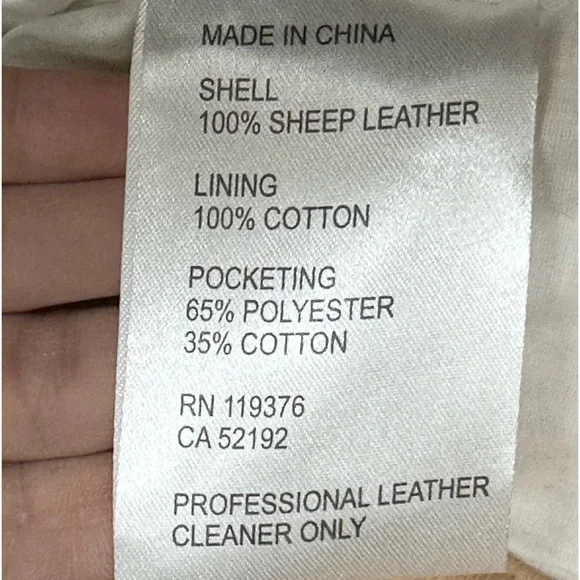 MADE IN CHINA
SHELL
100% SHEEP LEATHER
LINING
100% COTTON
POCKETING
65% POLYESTER
35% COTTON
RN 119376
CA 52192
PROFESSIONAL LEATHER
CLEANER ONLY